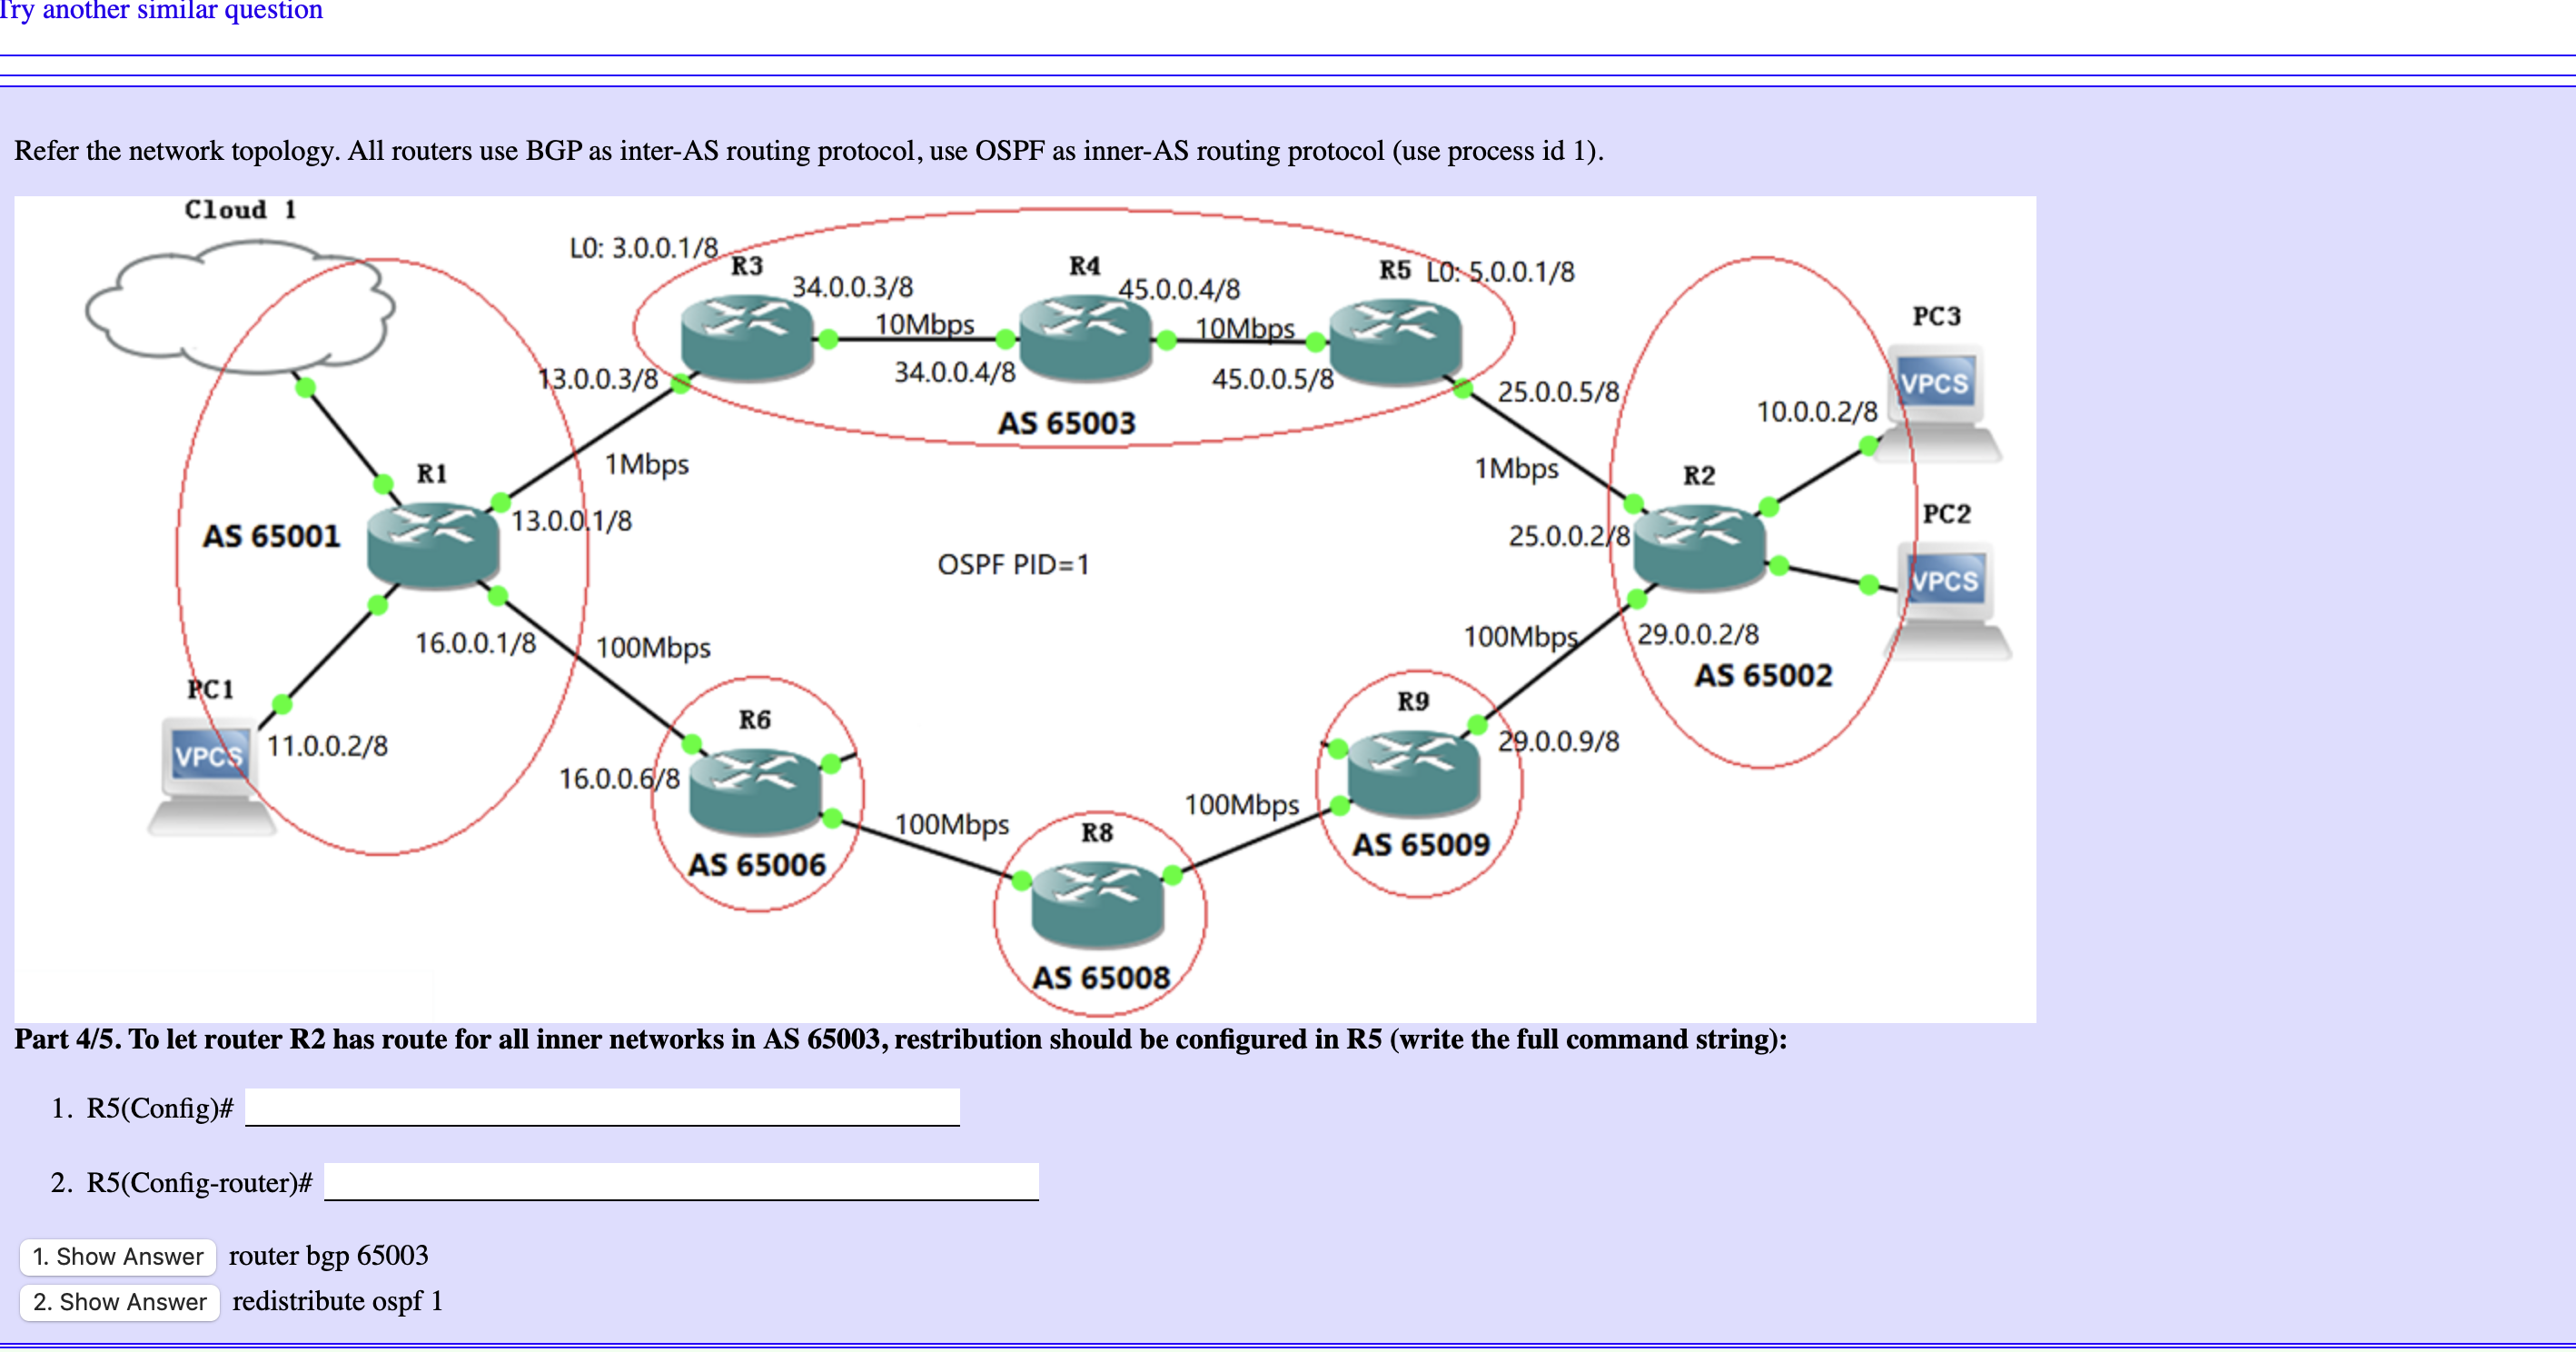 Try another similar question
Refer the network topology. All routers use BGP as inter-AS routing protocol, use OSPF as inner-AS routing protocol (use process id 1).
Cloud 1
L0: 3.0.0.1/8
R3
34.0.0.3/8
10Mbps
34.0.0.4/8
R4
45.0.0.4/8
10Mbps
45.0.0.5/8
R5 L0: 5.0.0.1/8
AS 65003
13.0.0.3/8
1Mbps
13.0.0.1/8
R1
AS 65001
16.0.0.1/8
100Mbps
PC1
VPCS
11.0.0.2/8
OSPF PID=1
25.0.0.5/8
1Mbps
25.0.0.2/8
R2
10.0.0.2/8
PC3
VPCS
PC2
VPCS
100Mbps
29.0.0.2/8
AS 65002
R6
16.0.0.6/8
AS 65006
100Mbps
R8
AS 65008
100Mbps
R9
29.0.0.9/8
AS 65009
Part 4/5. To let router R2 has route for all inner networks in AS 65003, restribution should be configured in R5 (write the full command string):
1. R5(Config)#
2. R5(Config-router)#
1. Show Answer router bgp 65003
2. Show Answer redistribute ospf 1